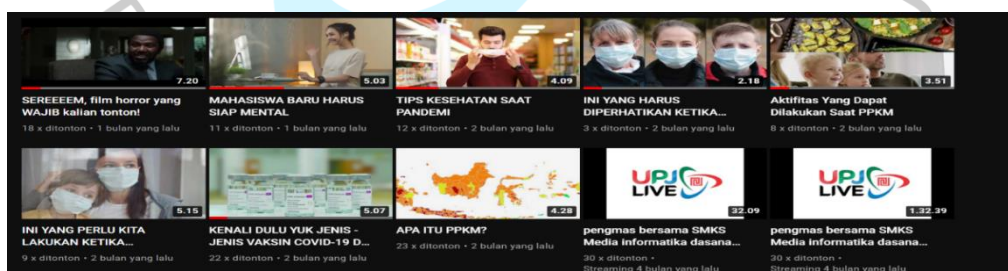 7.20
5.03
4.09
2.18
3.51
SEREEEEM, film horror yang
WAJIB kalian tonton!
18 x ditonton • 1 bulan yang lalu
MAHASISWA BARU HARUS
SIAP MENTAL
11 x ditonton • 1 bulan yang lalu
TIPS KESEHATAN SAAT
PANDEMI
12 x ditonton • 2 bulan yang lalu
INI YANG HARUS
DIPERHATIKAN KETIKA...
3 x ditonton • 2 bulan yang lalu
Aktifitas Yang Dapat
Dilakukan Saat PPKM
8 x ditonton • 2 bulan yang lalu
5.15
5.07
4.28
UPJ
LIVE
32.09
UPJ
LIVE
1.32.39
INI YANG PERLU KITA
LAKUKAN KETIKA...
9 x ditonton • 2 bulan yang lalu
KENALI DULU YUK JENIS -
JENIS VAKSIN COVID-19 D...
22 x ditonton • 2 bulan yang lalu
APA ITU PPKM?
23 x ditonton • 2 bulan yang lalu
pengmas bersama SMKS
Media informatika dasana...
30 x ditonton •
Streaming 4 bulan yang lalu
pengmas bersama SMKS
Media informatika dasana...
30 x ditonton •
Streaming 4 bulan yang lalu